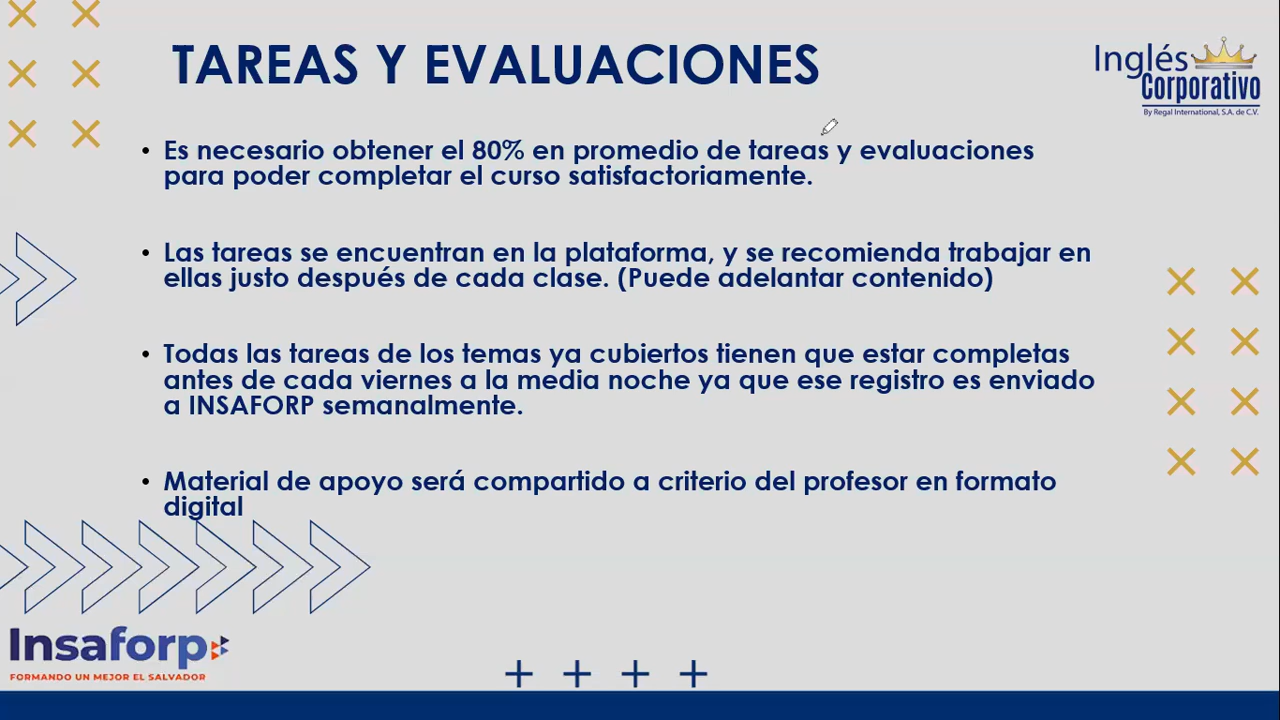 TAREAS Y EVALUACIONES
Inglés
Corporativo
By Regal International, S.A. de C.V.
• Es necesario obtener el 80% en promedio de tareas y evaluaciones
para poder completar el curso satisfactoriamente.
• Las tareas se encuentran en la plataforma, y se recomienda trabajar en
ellas justo después de cada clase. (Puede adelantar contenido)
• Todas las tareas de los temas ya cubiertos tienen que estar completas
antes de cada viernes a la media noche ya que ese registro es enviado
a INSAFORP semanalmente.
• Material de apoyo será compartido a criterio del profesor en formato
digital
Insaforp
FORMANDO UN MEJOR EL SALVADOR